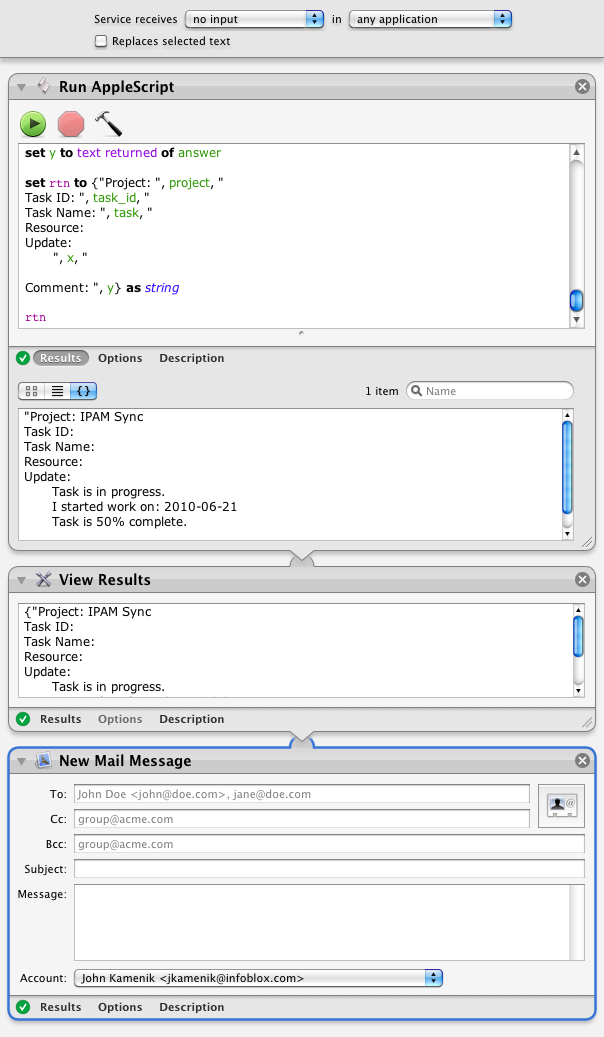 Service receives no input in any application
Replaces selected text
Run AppleScript
set y to text returned of answer
set rtn to {"Project: ", project, "
Task ID: ", task_id, "
Task Name: ", task, "
Resource:
Update:
", x, "
Comment: ", y} as string
rtn
Results Options Description
1 item Name
"Project: IPAM Sync
Task ID:
Task Name:
Resource:
Update:
Task is in progress.
I started work on: 2010-06-21
Task is 50% complete.
View Results
{"Project: IPAM Sync
Task ID:
Task Name:
Resource:
Update:
Task is in progress.
Results Options Description
New Mail Message
To: John Doe <john@doe.com>, jane@doe.com
Cc: group@acme.com
Bcc: group@acme.com
Subject:
Message:
Account: John Kamenik <jkamenik@infoblox.com>
Results Options Description